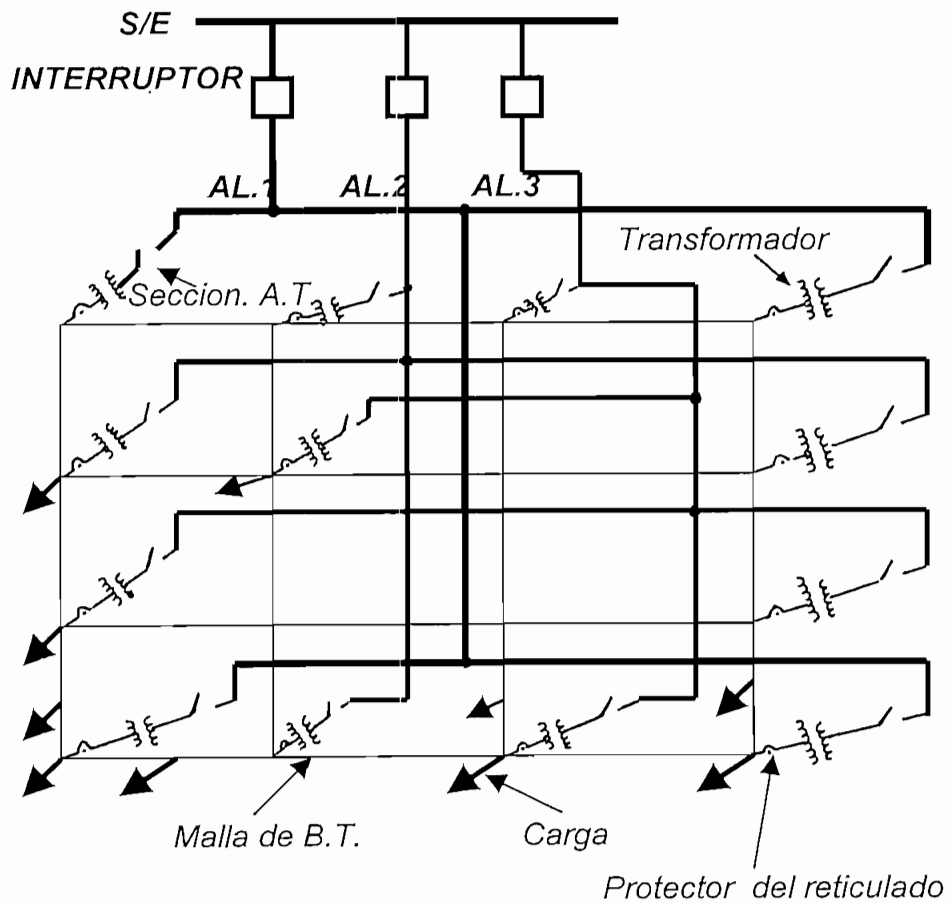 S/E
INTERRUPTOR
AL.1 AL.2 AL.3
Transformador
Seccion. A.T.
Malla de B.T.
Carga
Protector del reticulado